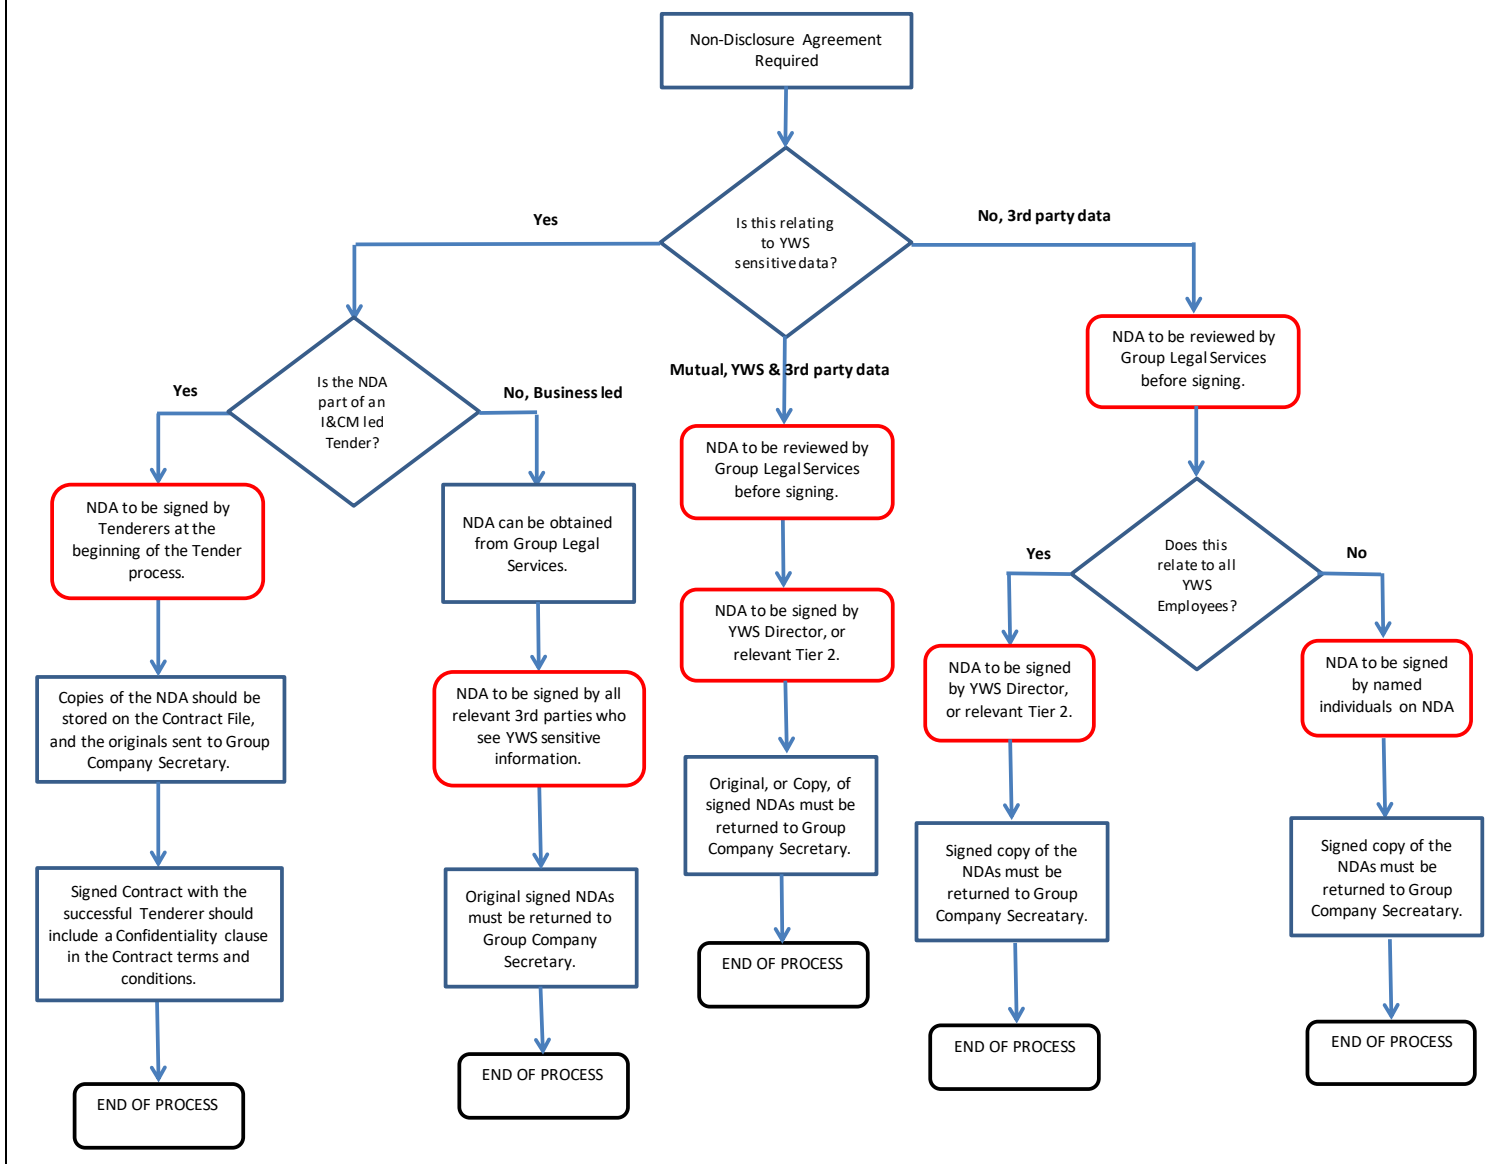 Non-Disclosure Agreement
Required
Is this relating
to YWS
sensitive data?
Yes
No, 3rd party data
Mutual, YWS & 3rd party data
Is the NDA
part of an
I&CM led
Tender?
Yes
No, Business led
NDA to be signed by
Tenderers at the
beginning of the Tender
process.
Copies of the NDA should be
stored on the Contract File,
and the originals sent to Group
Company Secretary.
Signed Contract with the
successful Tenderer should
include a Confidentiality clause
in the Contract terms and
conditions.
END OF PROCESS
NDA can be obtained
from Group Legal
Services.
NDA to be signed by all
relevant 3rd parties who
see YWS sensitive
information.
Original signed NDAs
must be returned to
Group Company
Secretary.
END OF PROCESS
NDA to be reviewed by
Group Legal Services
before signing.
NDA to be signed by
YWS Director, or
relevant Tier 2.
Original, or Copy, of
signed NDAs must be
returned to Group
Company Secretary.
END OF PROCESS
NDA to be reviewed by
Group Legal Services
before signing.
Does this
relate to all
YWS
Employees?
Yes
No
NDA to be signed
by YWS Director,
or relevant Tier 2.
Signed copy of the
NDAs must be
returned to Group
Company Secreatary.
END OF PROCESS
NDA to be signed
by named
individuals on NDA
Signed copy of the
NDAs must be
returned to Group
Company Secreatary.
END OF PROCESS